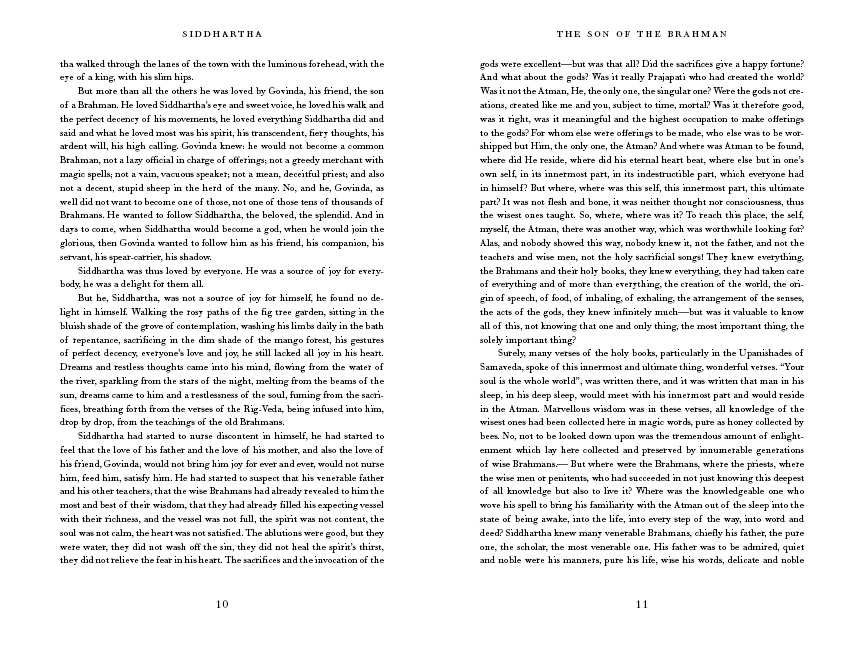 SIDDHARTHA
tha walked through the lanes of the town with the luminous forehead, with the
eye of a king, with his slim hips.
But more than all the others he was loved by Govinda, his friend, the son
of a Brahman. He loved Siddhartha's eye and sweet voice, he loved his walk and
the perfect decency of his movements, he loved everything Siddhartha did and
said and what he loved most was his spirit, his transcendent, fiery thoughts, his
ardent will, his high calling. Govinda knew: he would not become a common
Brahman, not a lazy official in charge of offerings; not a greedy merchant with
magic spells; not a vain, vacuous speaker; not a mean, deceitful priest; and also
not a decent, stupid sheep in the herd of the many. No, and he, Govinda, as
well did not want to become one of those, not one of those tens of thousands of
Brahmans. He wanted to follow Siddhartha, the beloved, the splendid. And in
days to come, when Siddhartha would become a god, when he would join the
glorious, then Govinda wanted to follow him as his friend, his companion, his
servant, his spear-carrier, his shadow.
Siddhartha was thus loved by everyone. He was a source of joy for every-
body, he was a delight for them all.
But he, Siddhartha, was not a source of joy for himself, he found no de-
light in himself. Walking the rosy paths of the fig tree garden, sitting in the
bluish shade of the grove of contemplation, washing his limbs daily in the bath
of repentance, sacrificing in the dim shade of the mango forest, his gestures
of perfect decency, everyone's love and joy, he still lacked all joy in his heart.
Dreams and restless thoughts came into his mind, flowing from the water of
the river, sparkling from the stars of the night, melting from the beams of the
sun, dreams came to him and a restlessness of the soul, fuming from the sacri-
fices, breathing forth from the verses of the Rig-Veda, being infused into him,
drop by drop, from the teachings of the old Brahmans.
Siddhartha had started to nurse discontent in himself, he had started to
feel that the love of his father and the love of his mother, and also the love of
his friend, Govinda, would not bring him joy for ever and ever, would not nurse
him, feed him, satisfy him. He had started to suspect that his venerable father
and his other teachers, that the wise Brahmans had already revealed to him the
most and best of their wisdom, that they had already filled his expecting vessel
with their richness, and the vessel was not full, the spirit was not content, the
soul was not calm, the heart was not satisfied. The ablutions were good, but they
were water, they did not wash off the sin, they did not heal the spirit's thirst,
they did not relieve the fear in his heart. The sacrifices and the invocation of the
10
THE SON OF THE BRAHMAN
gods were excellent—but was that all? Did the sacrifices give a happy fortune?
And what about the gods? Was it really Prajapati who had created the world?
Was it not the Atman, He, the only one, the singular one? Were the gods not cre-
ations, created like me and you, subject to time, mortal? Was it therefore good,
was it right, was it meaningful and the highest occupation to make offerings
to the gods? For whom else were offerings to be made, who else was to be wor-
shipped but Him, the only one, the Atman? And where was Atman to be found,
where did He reside, where did his eternal heart beat, where else but in one's
own self, in its innermost part, in its indestructible part, which everyone had
in himself? But where, where was this self, this innermost part, this ultimate
part? It was not flesh and bone, it was neither thought nor consciousness, thus
the wisest ones taught. So, where, where was it? To reach this place, the self,
myself, the Atman, there was another way, which was worthwhile looking for?
Alas, and nobody showed this way, nobody knew it, not the father, and not the
teachers and wise men, not the holy sacrificial songs! They knew everything,
the Brahmans and their holy books, they knew everything, they had taken care
of everything and of more than everything, the creation of the world, the ori-
gin of speech, of food, of inhaling, of exhaling, the arrangement of the senses,
the acts of the gods, they knew infinitely much—but was it valuable to know
all of this, not knowing that one and only thing, the most important thing, the
solely important thing?
Surely, many verses of the holy books, particularly in the Upanishades of
Samaveda, spoke of this innermost and ultimate thing, wonderful verses. “Your
soul is the whole world”, was written there, and it was written that man in his
sleep, in his deep sleep, would meet with his innermost part and would reside
in the Atman. Marvellous wisdom was in these verses, all knowledge of the
wisest ones had been collected here in magic words, pure as honey collected by
bees. No, not to be looked down upon was the tremendous amount of enlight-
enment which lay here collected and preserved by innumerable generations
of wise Brahmans.— But where were the Brahmans, where the priests, where
the wise men or penitents, who had succeeded in not just knowing this deepest
of all knowledge but also to live it? Where was the knowledgeable one who
wove his spell to bring his familiarity with the Atman out of the sleep into the
state of being awake, into the life, into every step of the way, into word and
deed? Siddhartha knew many venerable Brahmans, chiefly his father, the pure
one, the scholar, the most venerable one. His father was to be admired, quiet
and noble were his manners, pure his life, wise his words, delicate and noble
11